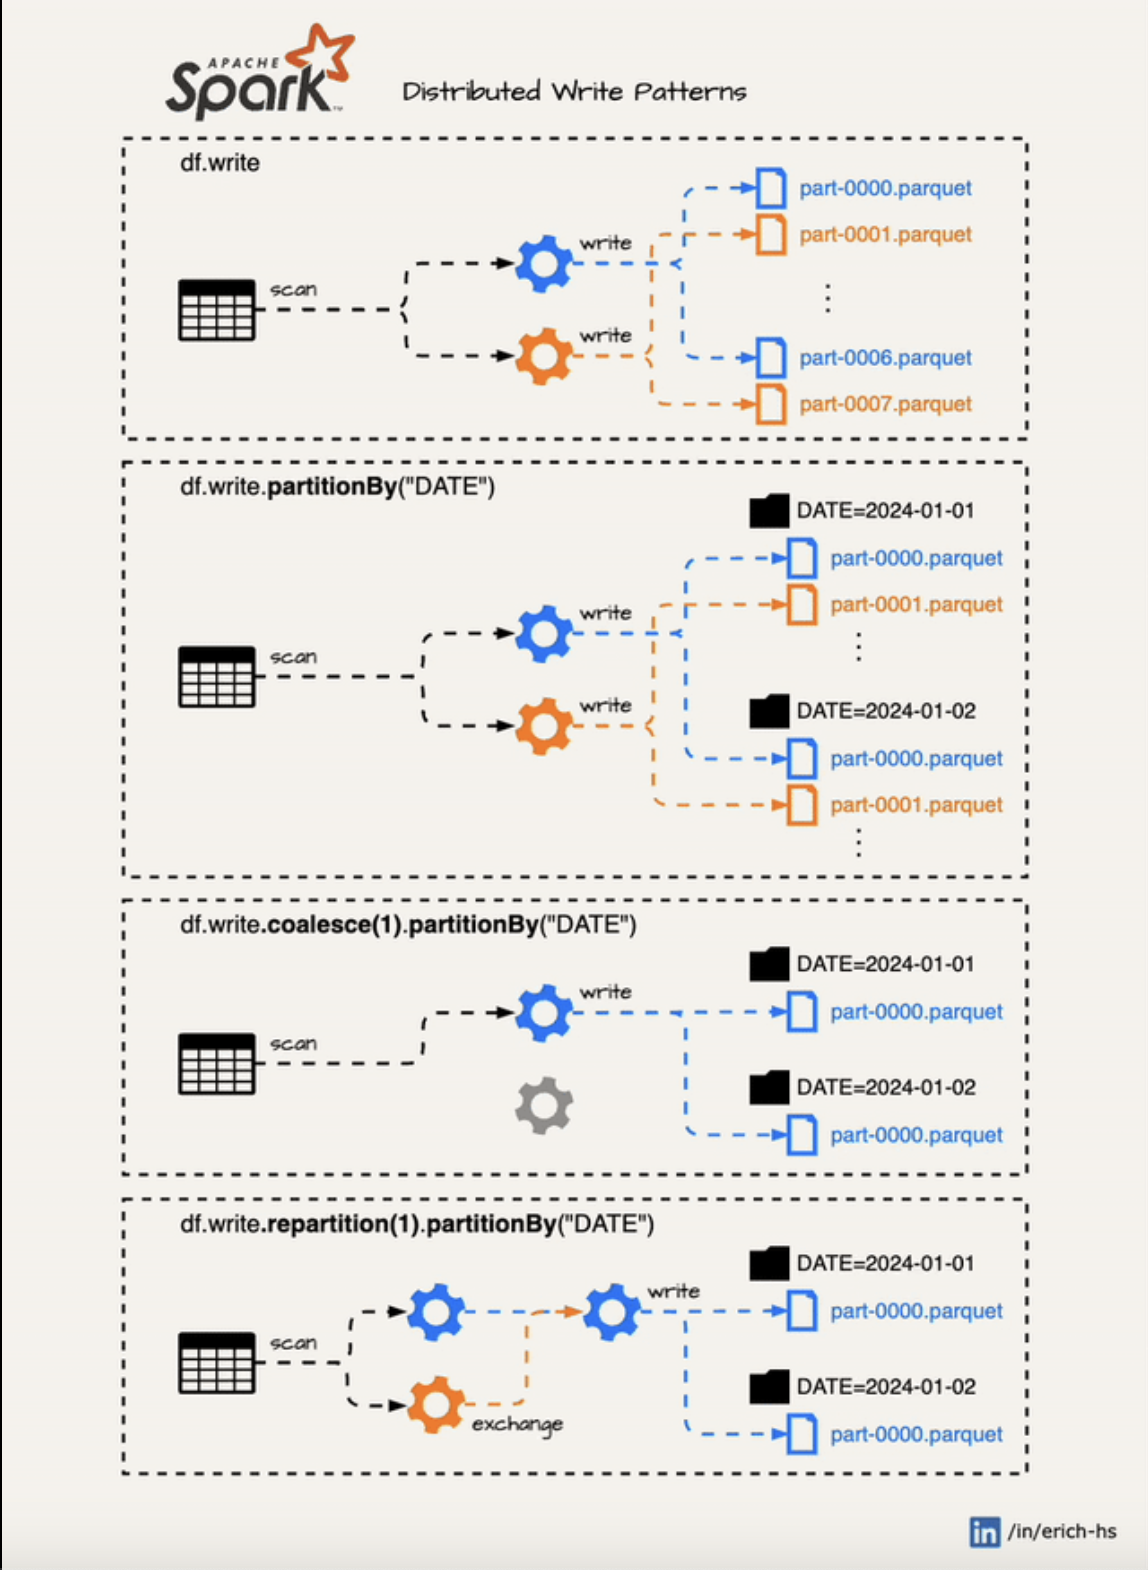 APACHE
Spark™
Distributed Write Patterns
df.write
scan
write
write
part-0000.parquet
part-0001.parquet
part-0006.parquet
part-0007.parquet
df.write.partitionBy("DATE")
scan
write
write
DATE=2024-01-01
part-0000.parquet
part-0001.parquet
DATE=2024-01-02
part-0000.parquet
part-0001.parquet
df.write.coalesce(1).partitionBy("DATE")
scan
write
DATE=2024-01-01
part-0000.parquet
DATE=2024-01-02
part-0000.parquet
df.write.repartition(1).partitionBy("DATE")
scan
exchange
write
DATE=2024-01-01
part-0000.parquet
DATE=2024-01-02
part-0000.parquet
in /in/erich-hs